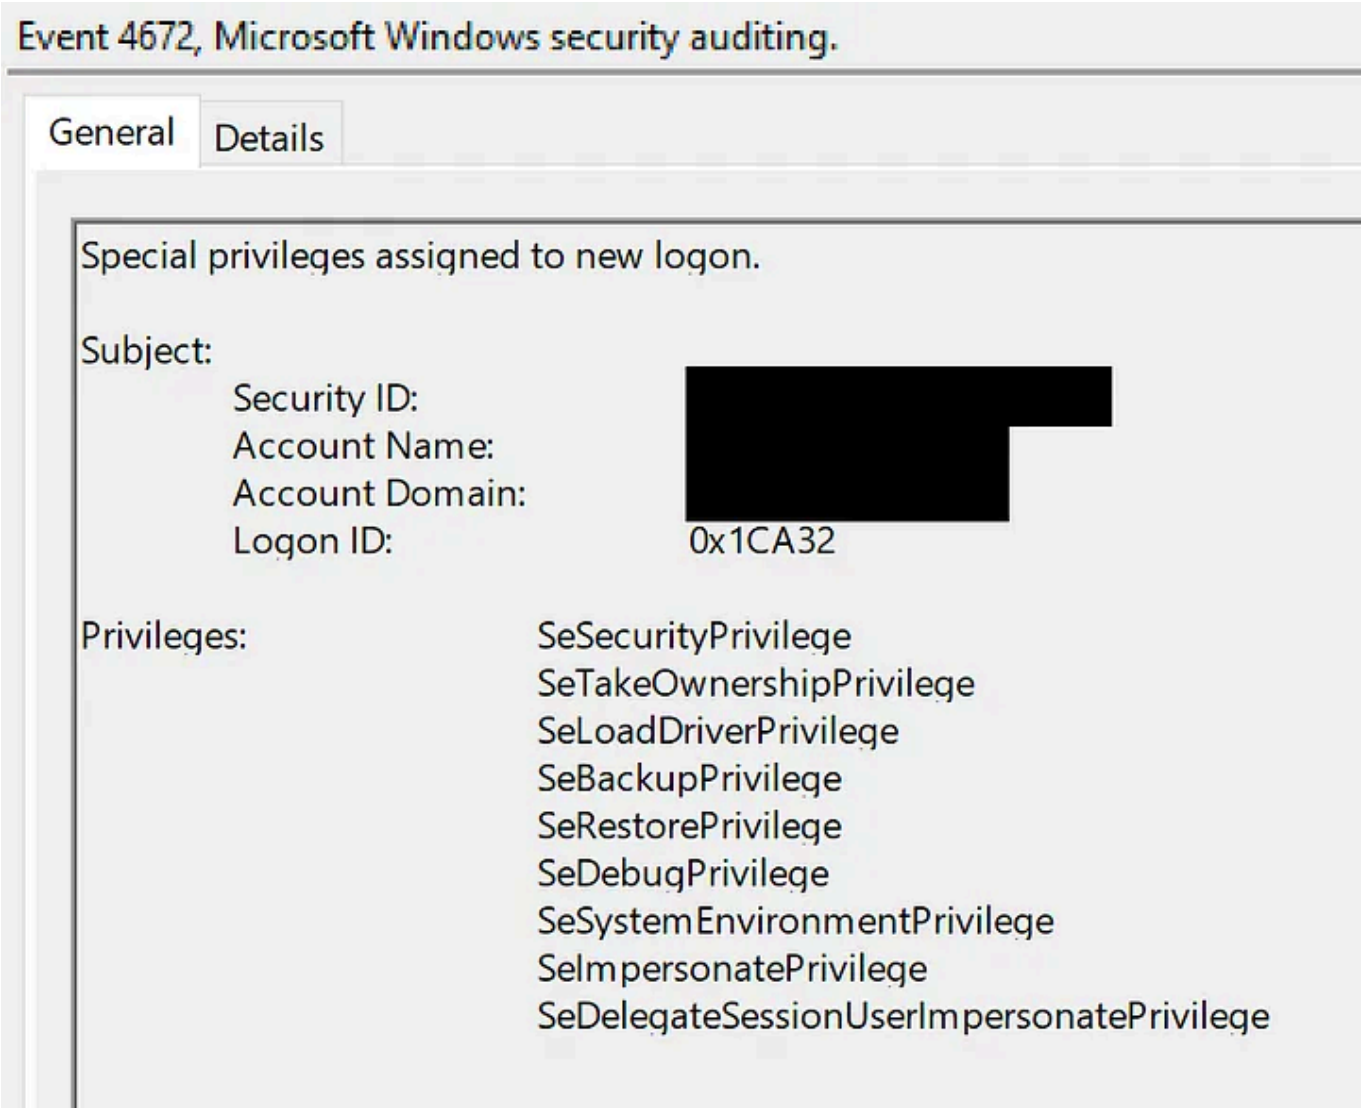 Event 4672, Microsoft Windows security auditing.
General Details
Special privileges assigned to new logon.
Subject:
Security ID:
Account Name:
Account Domain:
Logon ID: 0x1CA32
Privileges: SeSecurityPrivilege
SeTakeOwnershipPrivilege
SeLoadDriverPrivilege
SeBackupPrivilege
SeRestorePrivilege
SeDebugPrivilege
SeSystemEnvironmentPrivilege
SeImpersonatePrivilege
SeDelegateSessionUserImpersonatePrivilege